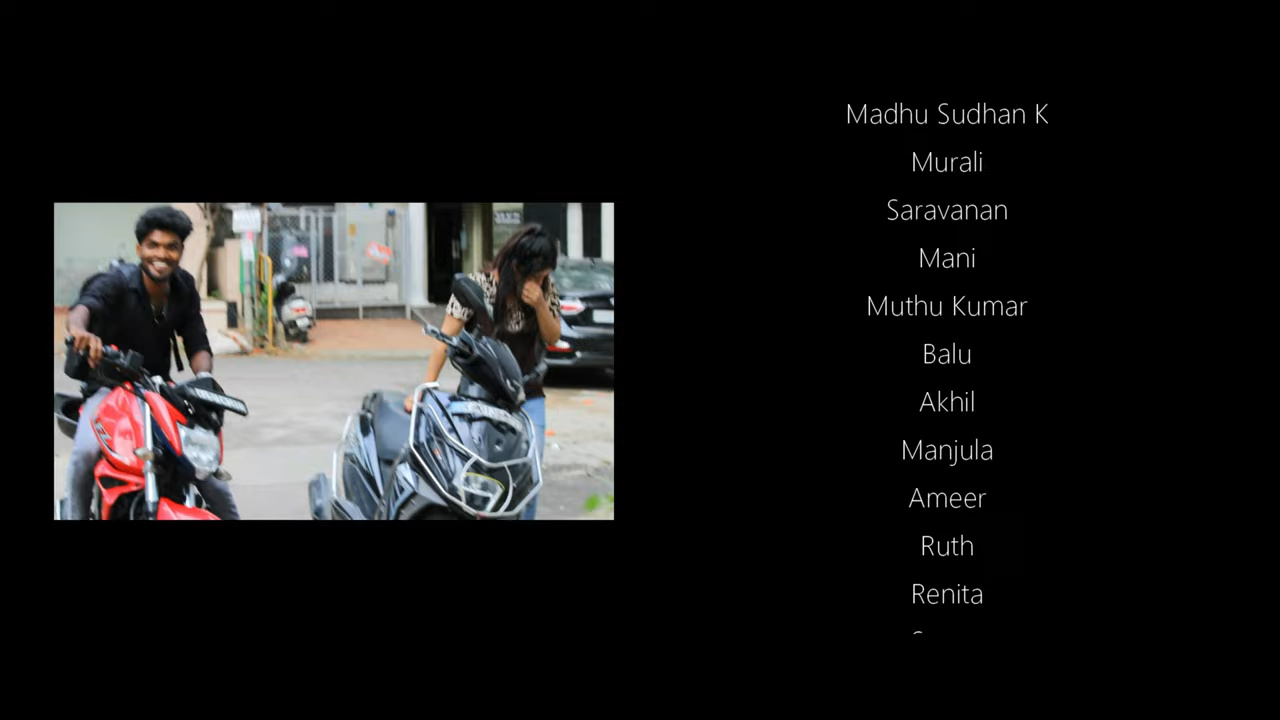 Madhu Sudhan K
Murali
Saravanan
Mani
Muthu Kumar
Balu
Akhil
Manjula
Ameer
Ruth
Renita